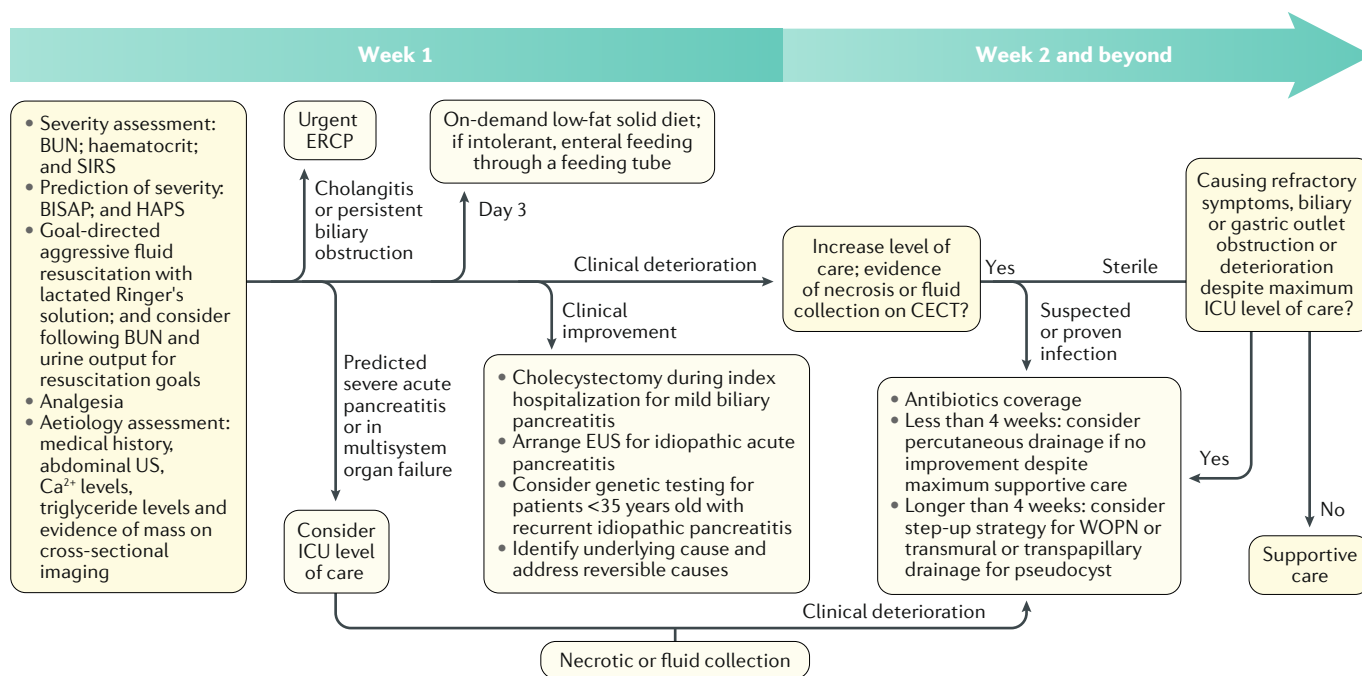 Week 1
Week 2 and beyond
• Severity assessment:
BUN; haematocrit;
and SIRS
• Prediction of severity:
BISAP; and HAPS
• Goal-directed
aggressive fluid
resuscitation with
lactated Ringer's
solution; and consider
following BUN and
urine output for
resuscitation goals
• Analgesia
• Aetiology assessment:
medical history,
abdominal US,
Ca²⁺ levels,
triglyceride levels and
evidence of mass on
cross-sectional
imaging
Urgent
ERCP
Cholangitis
or persistent
biliary
obstruction
On-demand low-fat solid diet;
if intolerant, enteral feeding
through a feeding tube
Day 3
Clinical deterioration
Clinical
improvement
Predicted
severe acute
pancreatitis
or in
multisystem
organ failure
Consider
ICU level
of care
• Cholecystectomy during index
hospitalization for mild biliary
pancreatitis
• Arrange EUS for idiopathic acute
pancreatitis
• Consider genetic testing for
patients <35 years old with
recurrent idiopathic pancreatitis
• Identify underlying cause and
address reversible causes
Increase level of
care; evidence
of necrosis or fluid
collection on CECT?
Yes
Sterile
Suspected
or proven
infection
Causing refractory
symptoms, biliary
or gastric outlet
obstruction or
deterioration
despite maximum
ICU level of care?
• Antibiotics coverage
• Less than 4 weeks: consider
percutaneous drainage if no
improvement despite
maximum supportive care
• Longer than 4 weeks: consider
step-up strategy for WOPN or
transmural or transpapillary
drainage for pseudocyst
Yes
No
Supportive
care
Clinical deterioration
Necrotic or fluid collection